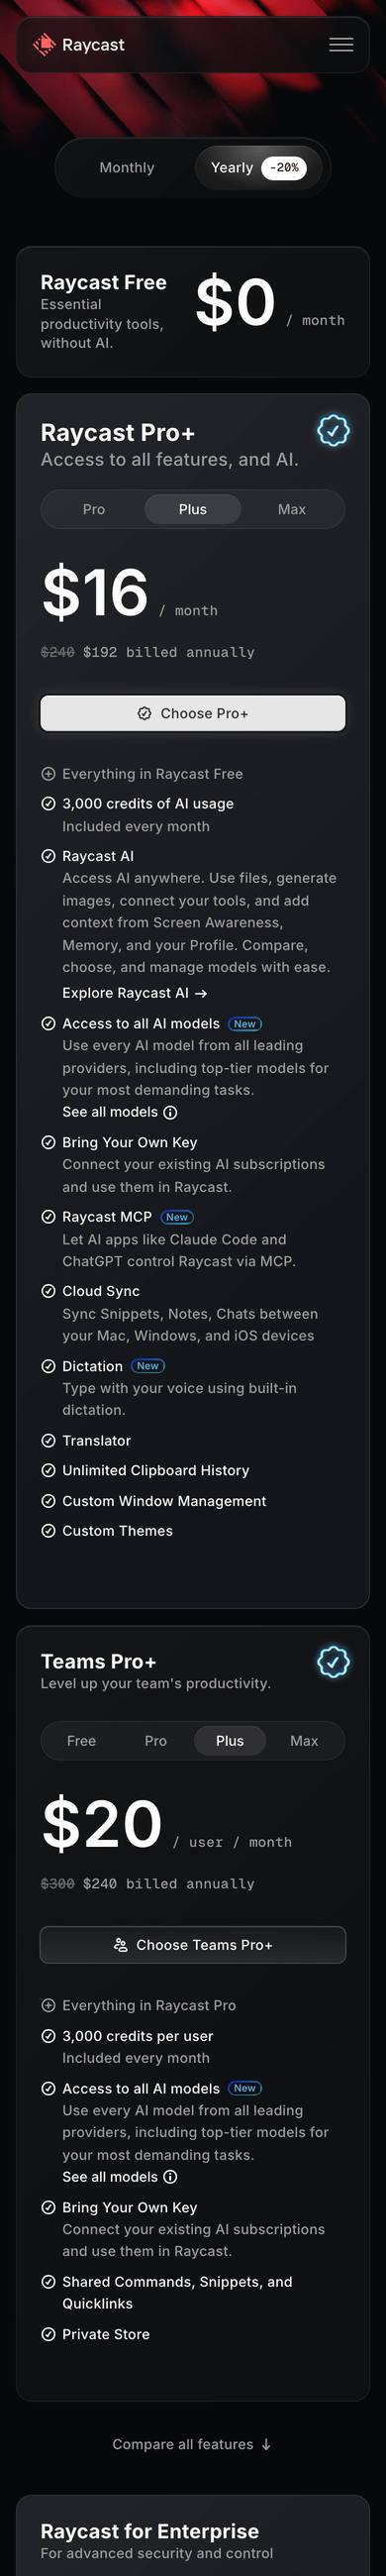 Raycast
Monthly
Yearly -20%
Raycast Free
Essential
productivity tools,
without AI.
$0 / month
Raycast Pro+
Access to all features, and AI.
Pro Plus Max
$16 / month
$240 $192 billed annually
Choose Pro+
Everything in Raycast Free
3,000 credits of AI usage
Included every month
Raycast AI
Access AI anywhere. Use files, generate
images, connect your tools, and add
context from Screen Awareness,
Memory, and your Profile. Compare,
choose, and manage models with ease.
Explore Raycast AI →
Access to all AI models New
Use every AI model from all leading
providers, including top-tier models for
your most demanding tasks.
See all models
Bring Your Own Key
Connect your existing AI subscriptions
and use them in Raycast.
Raycast MCP New
Let AI apps like Claude Code and
ChatGPT control Raycast via MCP.
Cloud Sync
Sync Snippets, Notes, Chats between
your Mac, Windows, and iOS devices
Dictation New
Type with your voice using built-in
dictation.
Translator
Unlimited Clipboard History
Custom Window Management
Custom Themes
Teams Pro+
Level up your team's productivity.
Free Pro Plus Max
$20 / user / month
$300 $240 billed annually
Choose Teams Pro+
Everything in Raycast Pro
3,000 credits per user
Included every month
Access to all AI models New
Use every AI model from all leading
providers, including top-tier models for
your most demanding tasks.
See all models
Bring Your Own Key
Connect your existing AI subscriptions
and use them in Raycast.
Shared Commands, Snippets, and
Quicklinks
Private Store
Compare all features ↓
Raycast for Enterprise
For advanced security and control